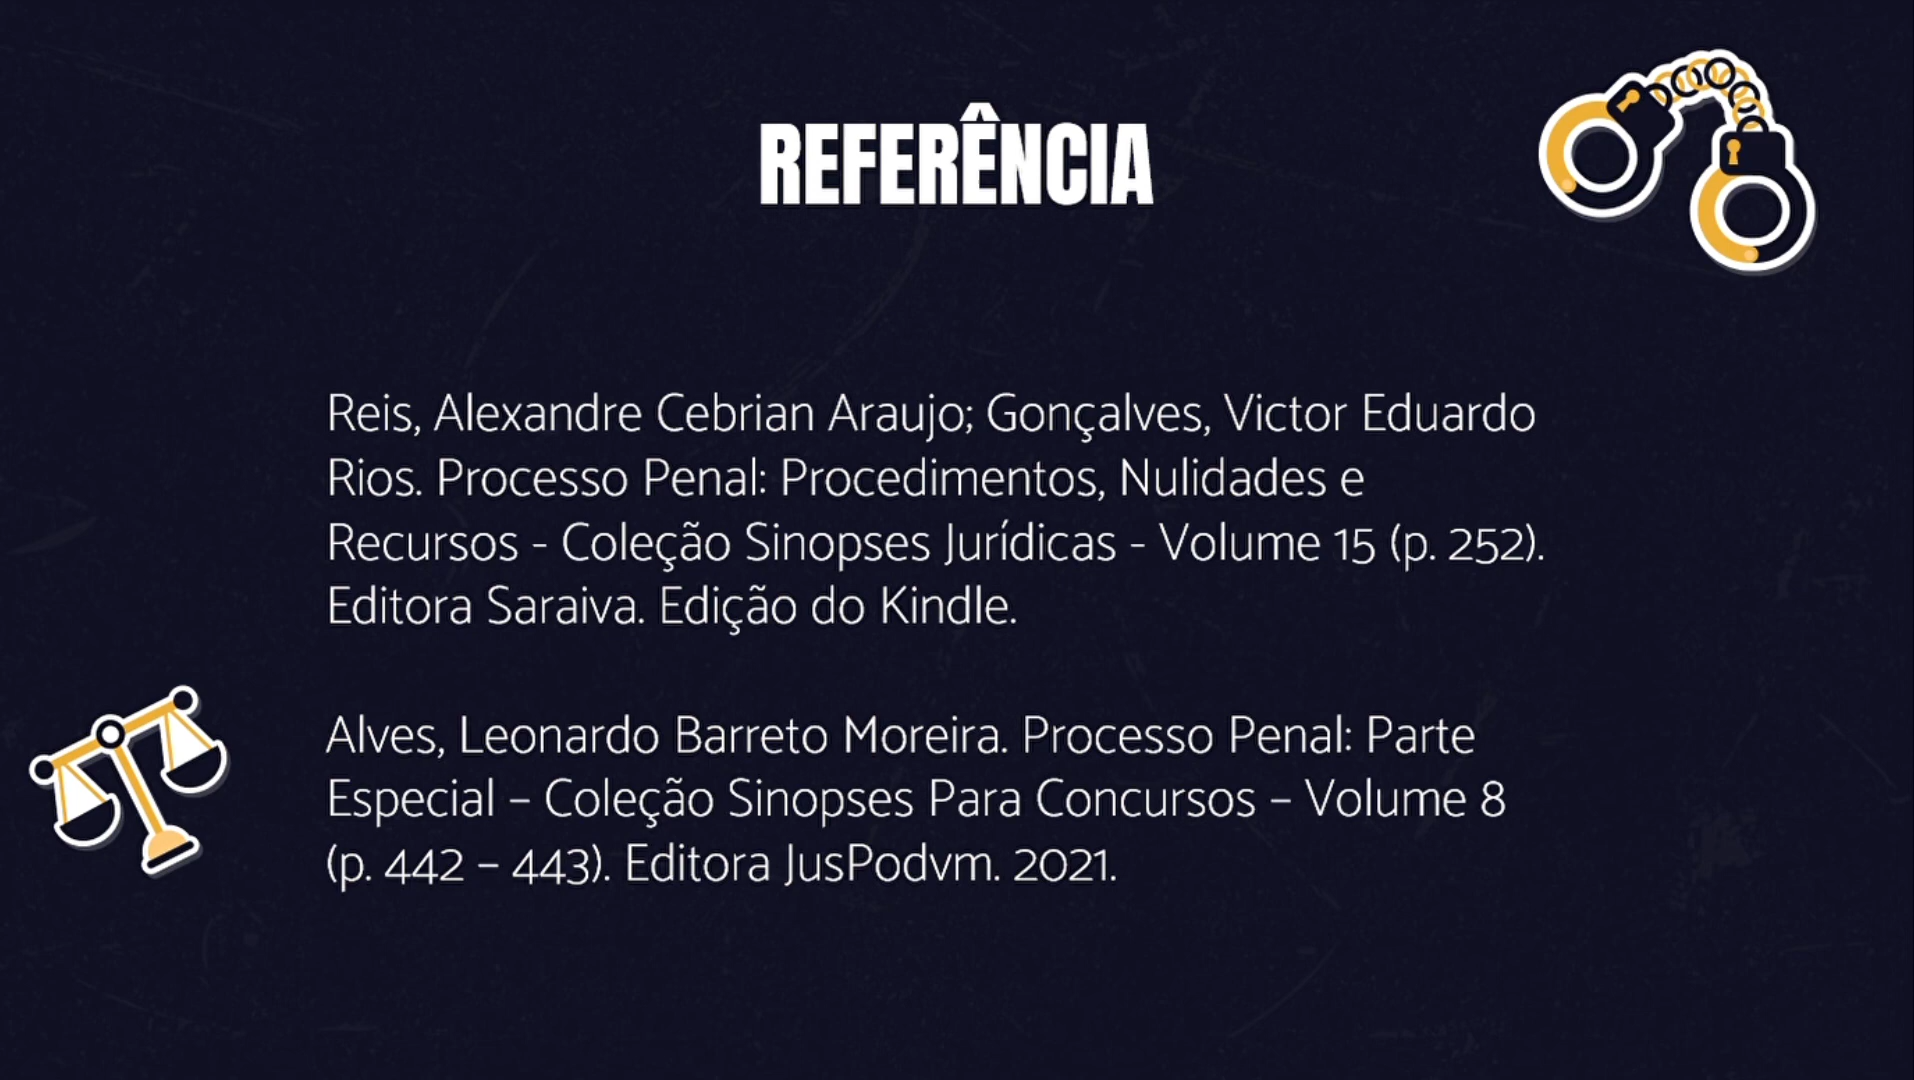 REFERÊNCIA
Reis, Alexandre Cebrian Araujo; Gonçalves, Victor Eduardo
Rios. Processo Penal: Procedimentos, Nulidades e
Recursos - Coleção Sinopses Jurídicas - Volume 15 (p. 252).
Editora Saraiva. Edição do Kindle.
Alves, Leonardo Barreto Moreira. Processo Penal: Parte
Especial – Coleção Sinopses Para Concursos – Volume 8
(p. 442 – 443). Editora JusPodvm. 2021.